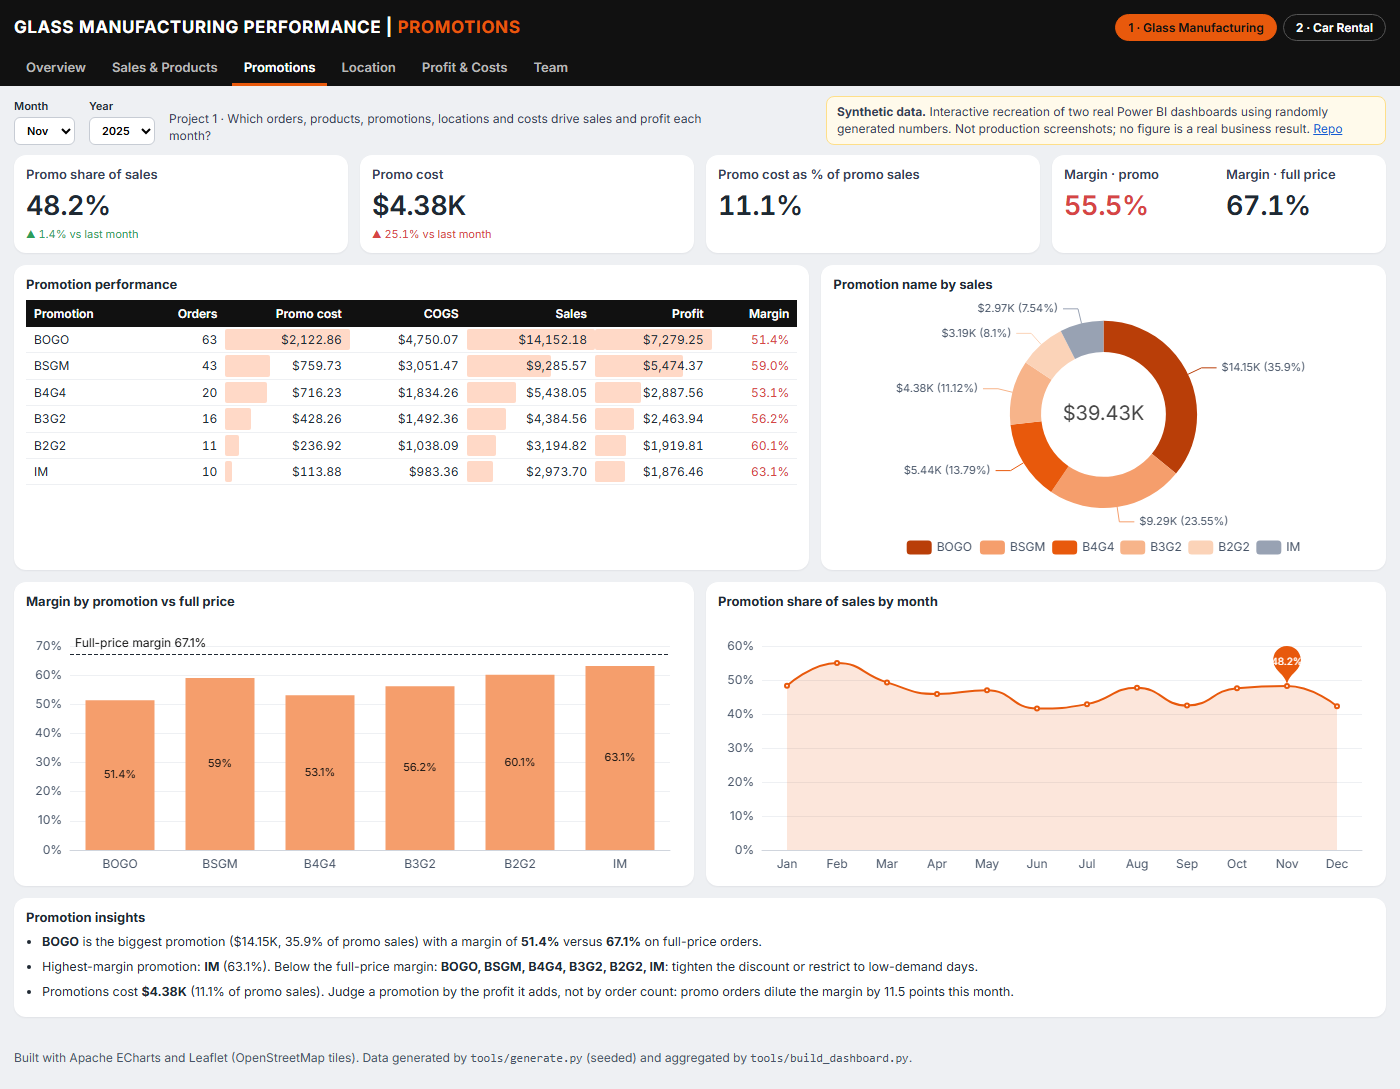 GLASS MANUFACTURING PERFORMANCE | PROMOTIONS
1 · Glass Manufacturing
2 · Car Rental
Overview
Sales & Products
Promotions
Location
Profit & Costs
Team
Month
Year
Nov
2025
Project 1 · Which orders, products, promotions, locations and costs drive sales and profit each
month?
Synthetic data. Interactive recreation of two real Power BI dashboards using randomly
generated numbers. Not production screenshots; no figure is a real business result. Repo
Promo share of sales
48.2%
▲ 1.4% vs last month
Promo cost
$4.38K
▲ 25.1% vs last month
Promo cost as % of promo sales
11.1%
Margin · promo
55.5%
Margin · full price
67.1%
Promotion performance
Promotion Orders Promo cost COGS Sales Profit Margin
BOGO 63 $2,122.86 $4,750.07 $14,152.18 $7,279.25 51.4%
BSGM 43 $759.73 $3,051.47 $9,285.57 $5,474.37 59.0%
B4G4 20 $716.23 $1,834.26 $5,438.05 $2,887.56 53.1%
B3G2 16 $428.26 $1,492.36 $4,384.56 $2,463.94 56.2%
B2G2 11 $236.92 $1,038.09 $3,194.82 $1,919.81 60.1%
IM 10 $113.88 $983.36 $2,973.70 $1,876.46 63.1%
Promotion name by sales
$2.97K (7.54%)
$3.19K (8.1%)
$14.15K (35.9%)
$4.38K (11.12%)
$39.43K
$5.44K (13.79%)
$9.29K (23.55%)
BOGO BSGM B4G4 B3G2 B2G2 IM
Margin by promotion vs full price
70%
Full-price margin 67.1%
60%
50%
40%
30%
20%
10%
0%
51.4%
59%
53.1%
56.2%
60.1%
63.1%
BOGO BSGM B4G4 B3G2 B2G2 IM
Promotion share of sales by month
60%
50%
40%
30%
20%
10%
0%
48.2%
Jan Feb Mar Apr May Jun Jul Aug Sep Oct Nov Dec
Promotion insights
• BOGO is the biggest promotion ($14.15K, 35.9% of promo sales) with a margin of 51.4% versus 67.1% on full-price orders.
• Highest-margin promotion: IM (63.1%). Below the full-price margin: BOGO, BSGM, B4G4, B3G2, B2G2, IM: tighten the discount or restrict to low-demand days.
• Promotions cost $4.38K (11.1% of promo sales). Judge a promotion by the profit it adds, not by order count: promo orders dilute the margin by 11.5 points this month.
Built with Apache ECharts and Leaflet (OpenStreetMap tiles). Data generated by tools/generate.py (seeded) and aggregated by tools/build_dashboard.py.